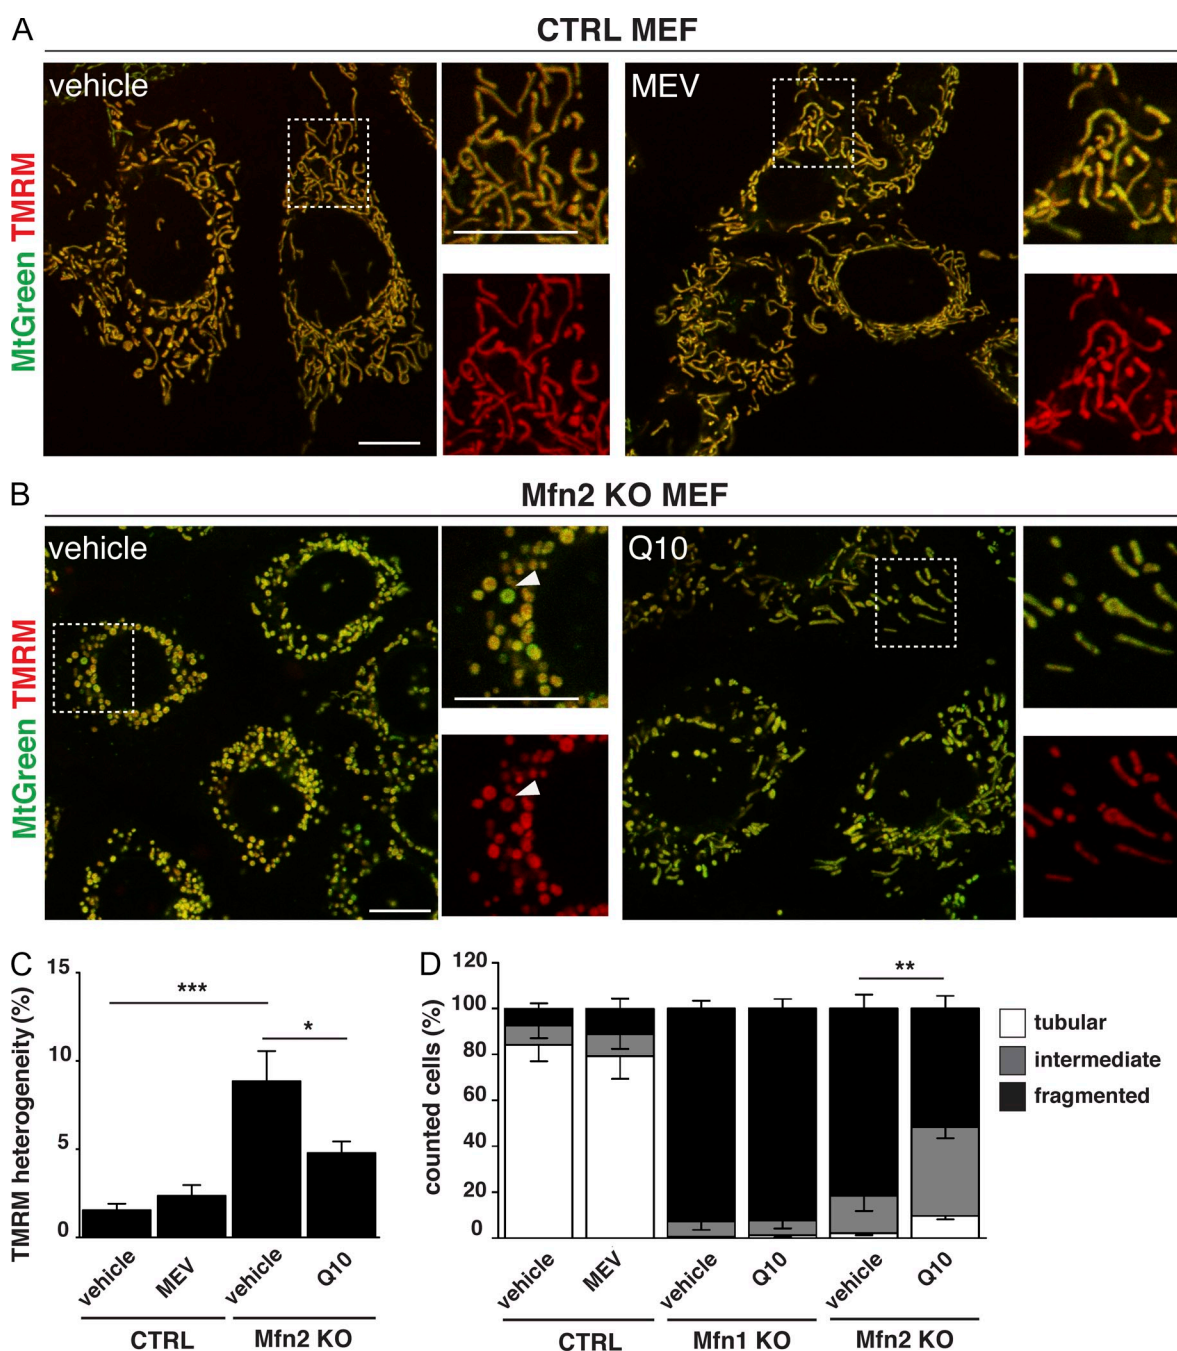 A
CTRL MEF
MtGreen TMRM
vehicle
MEV
B
Mfn2 KO MEF
MtGreen TMRM
vehicle
Q10
C
TMRM heterogeneity (%)
15
10
5
0
***
*
vehicle
MEV
vehicle
Q10
CTRL
Mfn2 KO
D
counted cells (%)
120
100
80
60
40
20
0
**
tubular
intermediate
fragmented
vehicle
MEV
vehicle
Q10
vehicle
Q10
CTRL
Mfn1 KO
Mfn2 KO